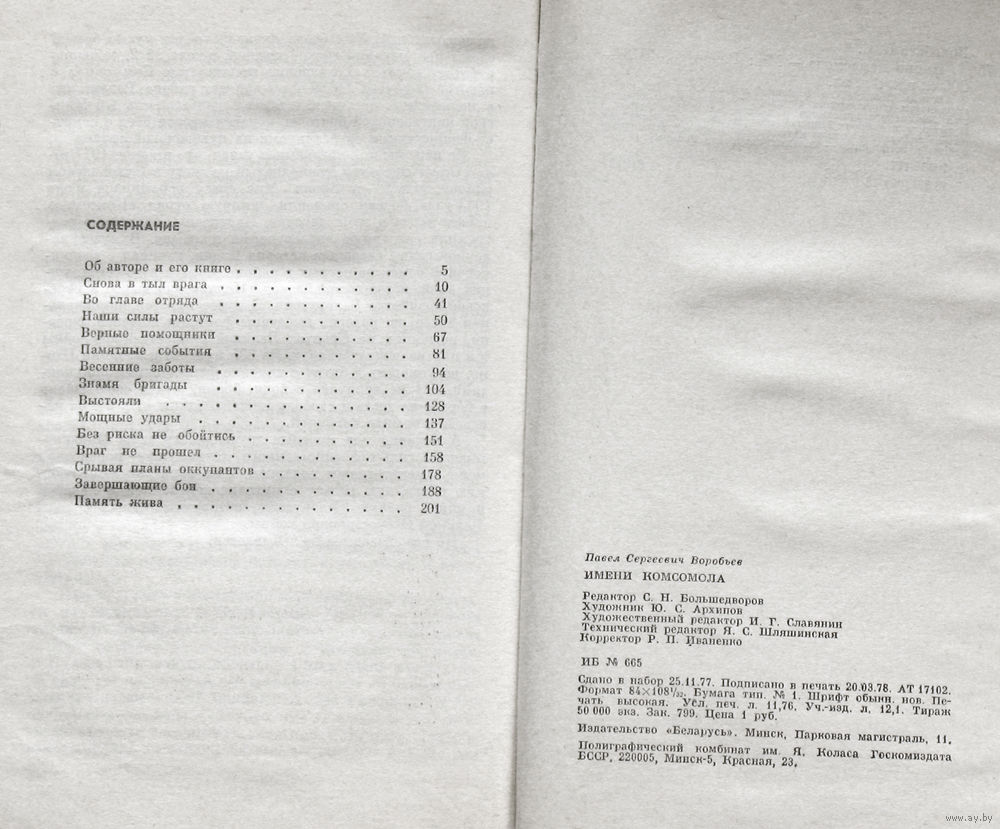 СОДЕРЖАНИЕ
Об авторе и его книге . . . . . . . . . . . 5
Снова в тыл врага . . . . . . . . . . . . 10
Во главе отряда . . . . . . . . . . . . 41
Наши силы растут . . . . . . . . . . . 50
Верные помощники . . . . . . . . . . . 67
Памятные события . . . . . . . . . . . 81
Весенние заботы . . . . . . . . . . . . 94
Знамя бригады . . . . . . . . . . . . 104
Выстояли . . . . . . . . . . . . . . 128
Мощные удары . . . . . . . . . . . . . 137
Без риска не обойтись . . . . . . . . . . 151
Враг не прошел . . . . . . . . . . . . 158
Срывая планы оккупантов . . . . . . . . . 178
Завершающие бои . . . . . . . . . . . . 188
Память жива . . . . . . . . . . . . . 201
Павел Сергеевич Воробьев
ИМЕНИ КОМСОМОЛА
Редактор С. Н. Большедворов
Художник Ю. С. Архипов
Художественный редактор И. Г. Славянин
Технический редактор Я. С. Шляшинская
Корректор Р. П. Иваненко
ИБ № 665
Сдано в набор 25.11.77. Подписано в печать 20.03.78. АТ 17102.
Формат 84×108¹/₃₂. Бумага тип. № 1. Шрифт обыкн. нов. Пе-
чать высокая. Усл. печ. л. 11,76. Уч.-изд. л. 12,1. Тираж
50 000 экз. Зак. 799. Цена 1 руб.
Издательство «Беларусь». Минск, Парковая магистраль, 11.
Полиграфический комбинат им. Я. Коласа Госкомиздата
БССР, 220005, Минск-5, Красная, 23.
www.ay.by